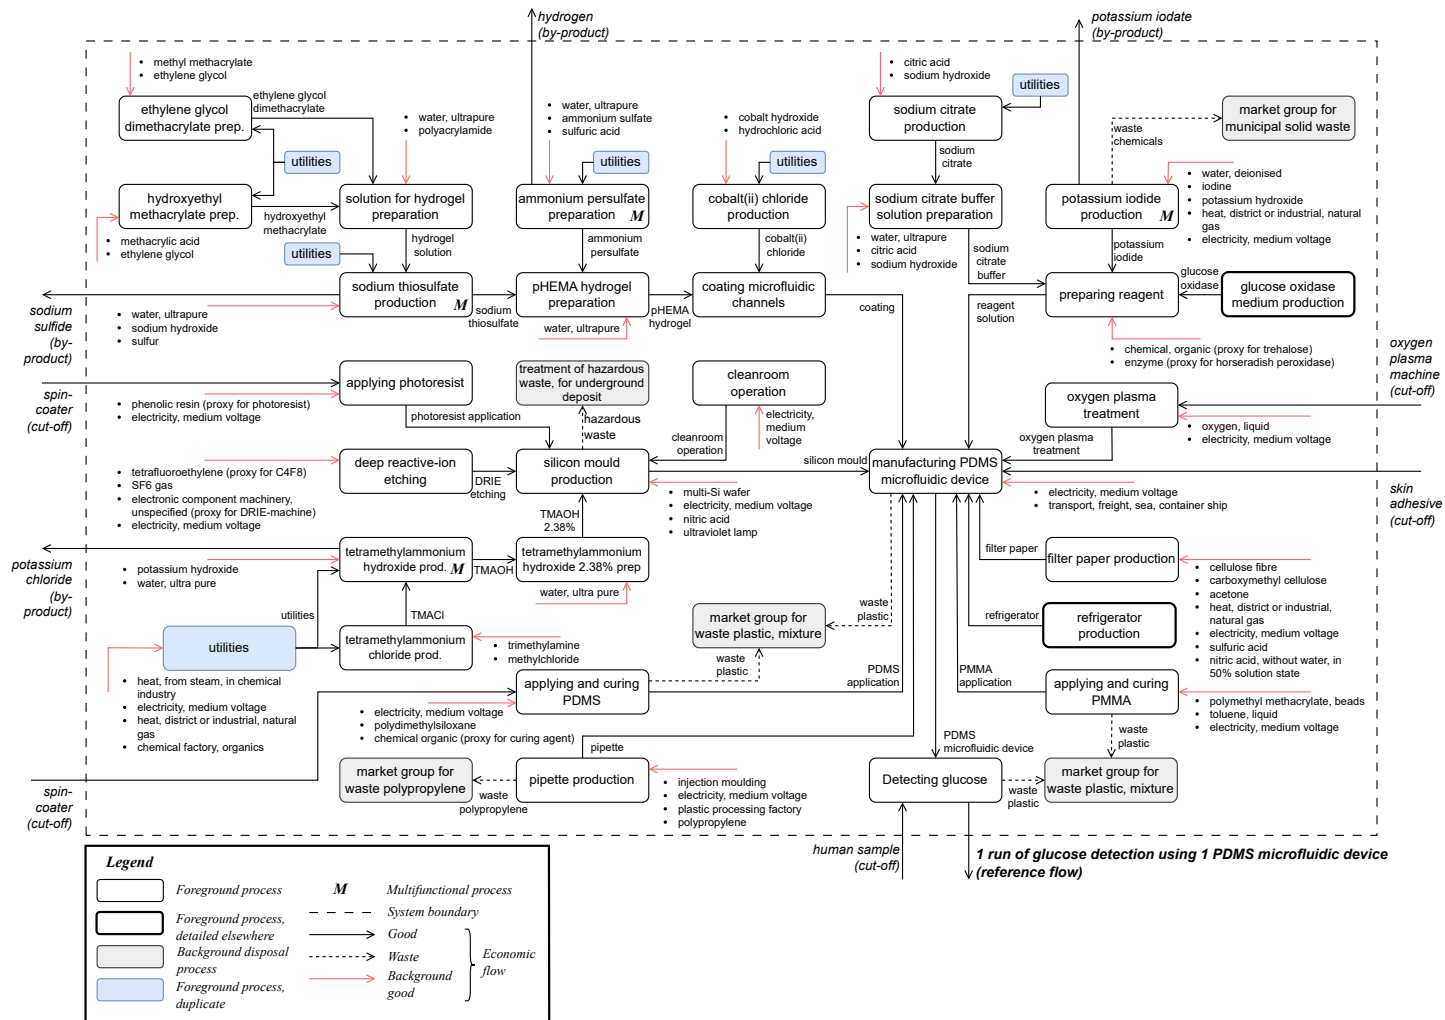 hydrogen
(by-product)
potassium iodate
(by-product)
• methyl methacrylate
• ethylene glycol
ethylene glycol
dimethacrylate
ethylene glycol
dimethacrylate prep.
utilities
hydroxyethyl
methacrylate prep.
hydroxyethyl
methacrylate
• methacrylic acid
• ethylene glycol
• water, ultrapure
• polyacrylamide
solution for hydrogel
preparation
hydrogel
solution
utilities
• water, ultrapure
• ammonium sulfate
• sulfuric acid
utilities
ammonium persulfate
preparation M
ammonium
persulfate
• cobalt hydroxide
• hydrochloric acid
utilities
cobalt(ii) chloride
production
cobalt(ii)
chloride
• citric acid
• sodium hydroxide
utilities
sodium citrate
production
sodium
citrate
sodium citrate buffer
solution preparation
• water, ultrapure
• citric acid
• sodium hydroxide
sodium
citrate
buffer
market group for
municipal solid waste
waste
chemicals
potassium iodide
production M
• water, deionised
• iodine
• potassium hydroxide
• heat, district or industrial, natural
gas
• electricity, medium voltage
potassium
iodide
glucose
oxidase
glucose oxidase
medium production
preparing reagent
reagent
solution
• chemical, organic (proxy for trehalose)
• enzyme (proxy for horseradish peroxidase)
sodium thiosulfate
production M
sodium
thiosulfate
pHEMA hydrogel
preparation
pHEMA
hydrogel
water, ultrapure
coating microfluidic
channels
coating
sodium
sulfide
(by-
product)
• water, ultrapure
• sodium hydroxide
• sulfur
oxygen
plasma
machine
(cut-off)
spin-
coater
(cut-off)
applying photoresist
• phenolic resin (proxy for photoresist)
• electricity, medium voltage
photoresist application
treatment of hazardous
waste, for underground
deposit
hazardous
waste
cleanroom
operation
electricity,
medium
voltage
cleanroom
operation
oxygen plasma
treatment
• oxygen, liquid
• electricity, medium voltage
oxygen plasma
treatment
• tetrafluoroethylene (proxy for C4F8)
• SF6 gas
• electronic component machinery,
unspecified (proxy for DRIE-machine)
• electricity, medium voltage
deep reactive-ion
etching
DRIE
etching
silicon mould
production
silicon mould
• multi-Si wafer
• electricity, medium voltage
• nitric acid
• ultraviolet lamp
manufacturing PDMS
microfluidic device
• electricity, medium voltage
• transport, freight, sea, container ship
skin
adhesive
(cut-off)
TMAOH
2.38%
potassium
chloride
(by-
product)
• potassium hydroxide
• water, ultra pure
tetramethylammonium
hydroxide prod. M
TMAOH
tetramethylammonium
hydroxide 2.38% prep
water, ultra pure
filter paper
filter paper production
• cellulose fibre
• carboxymethyl cellulose
• acetone
• heat, district or industrial,
natural gas
• electricity, medium voltage
• sulfuric acid
• nitric acid, without water, in
50% solution state
utilities
TMACl
utilities
tetramethylammonium
chloride prod.
• trimethylamine
• methylchloride
• heat, from steam, in chemical
industry
• electricity, medium voltage
• heat, district or industrial, natural
gas
• chemical factory, organics
market group for
waste plastic, mixture
waste
plastic
waste
plastic
refrigerator
refrigerator
production
applying and curing
PDMS
• electricity, medium voltage
• polydimethylsiloxane
• chemical organic (proxy for curing agent)
PDMS
application
PMMA
application
applying and curing
PMMA
• polymethyl methacrylate, beads
• toluene, liquid
• electricity, medium voltage
waste
plastic
pipette
PDMS
microfluidic device
spin-
coater
(cut-off)
market group for
waste polypropylene
waste
polypropylene
pipette production
• injection moulding
• electricity, medium voltage
• plastic processing factory
• polypropylene
Detecting glucose
waste
plastic
market group for
waste plastic, mixture
human sample
(cut-off)
1 run of glucose detection using 1 PDMS microfluidic device
(reference flow)
Legend
Foreground process
Foreground process,
detailed elsewhere
Background disposal
process
Foreground process,
duplicate
M Multifunctional process
System boundary
Good
Waste
Background
good
Economic
flow